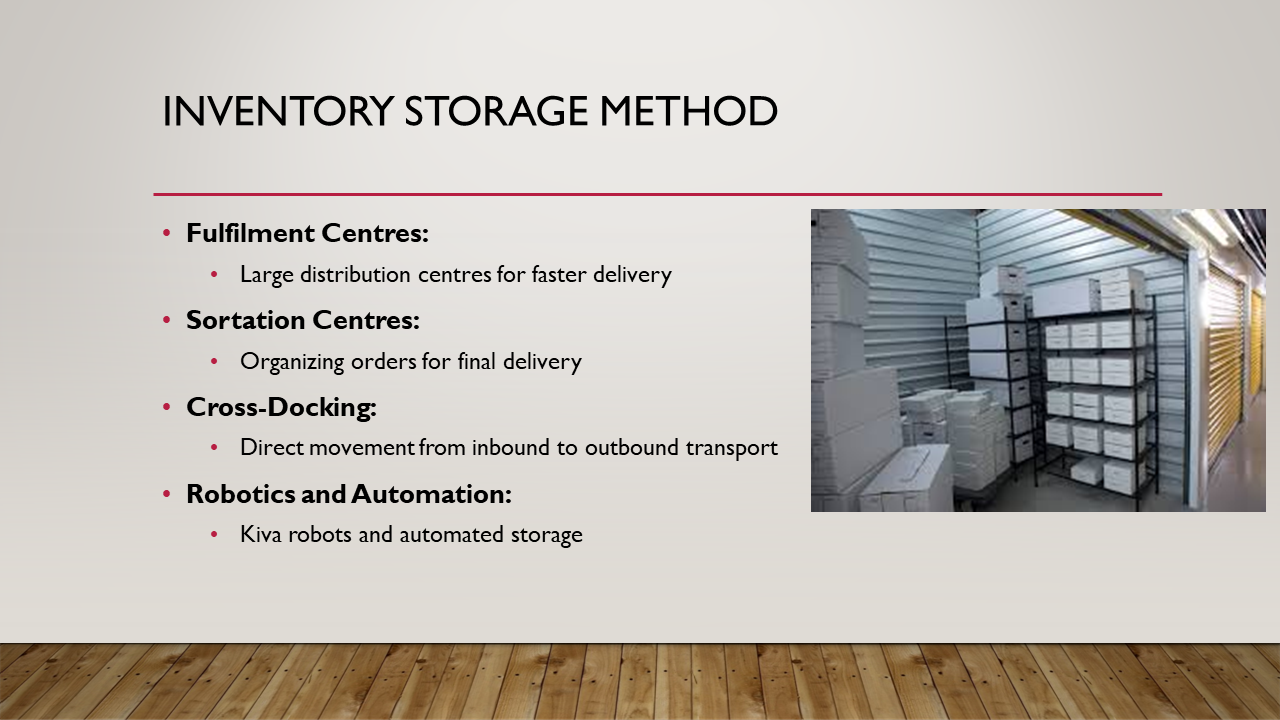 INVENTORY STORAGE METHOD
• Fulfilment Centres:
• Large distribution centres for faster delivery
• Sortation Centres:
• Organizing orders for final delivery
• Cross-Docking:
• Direct movement from inbound to outbound transport
• Robotics and Automation:
• Kiva robots and automated storage